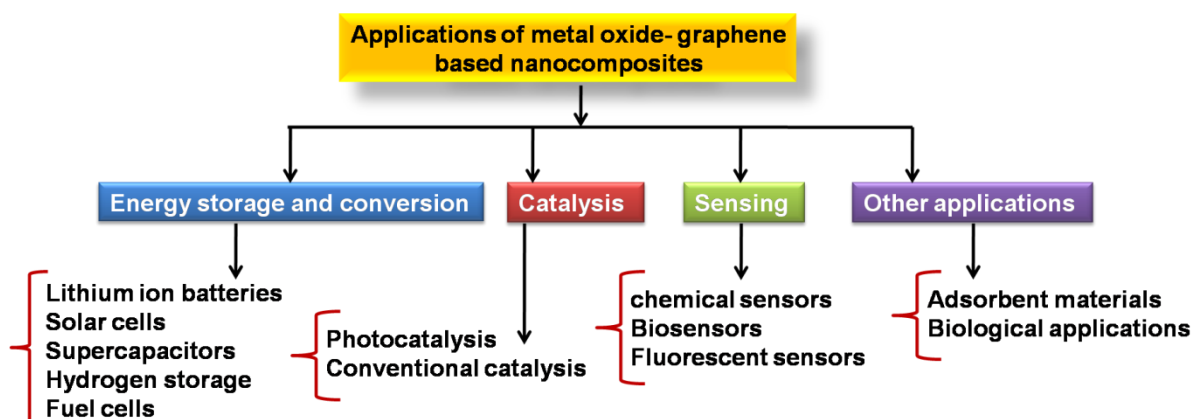 Applications of metal oxide- graphene
based nanocomposites
Energy storage and conversion
Catalysis
Sensing
Other applications
Lithium ion batteries
Solar cells
Supercapacitors
Hydrogen storage
Fuel cells
Photocatalysis
Conventional catalysis
chemical sensors
Biosensors
Fluorescent sensors
Adsorbent materials
Biological applications